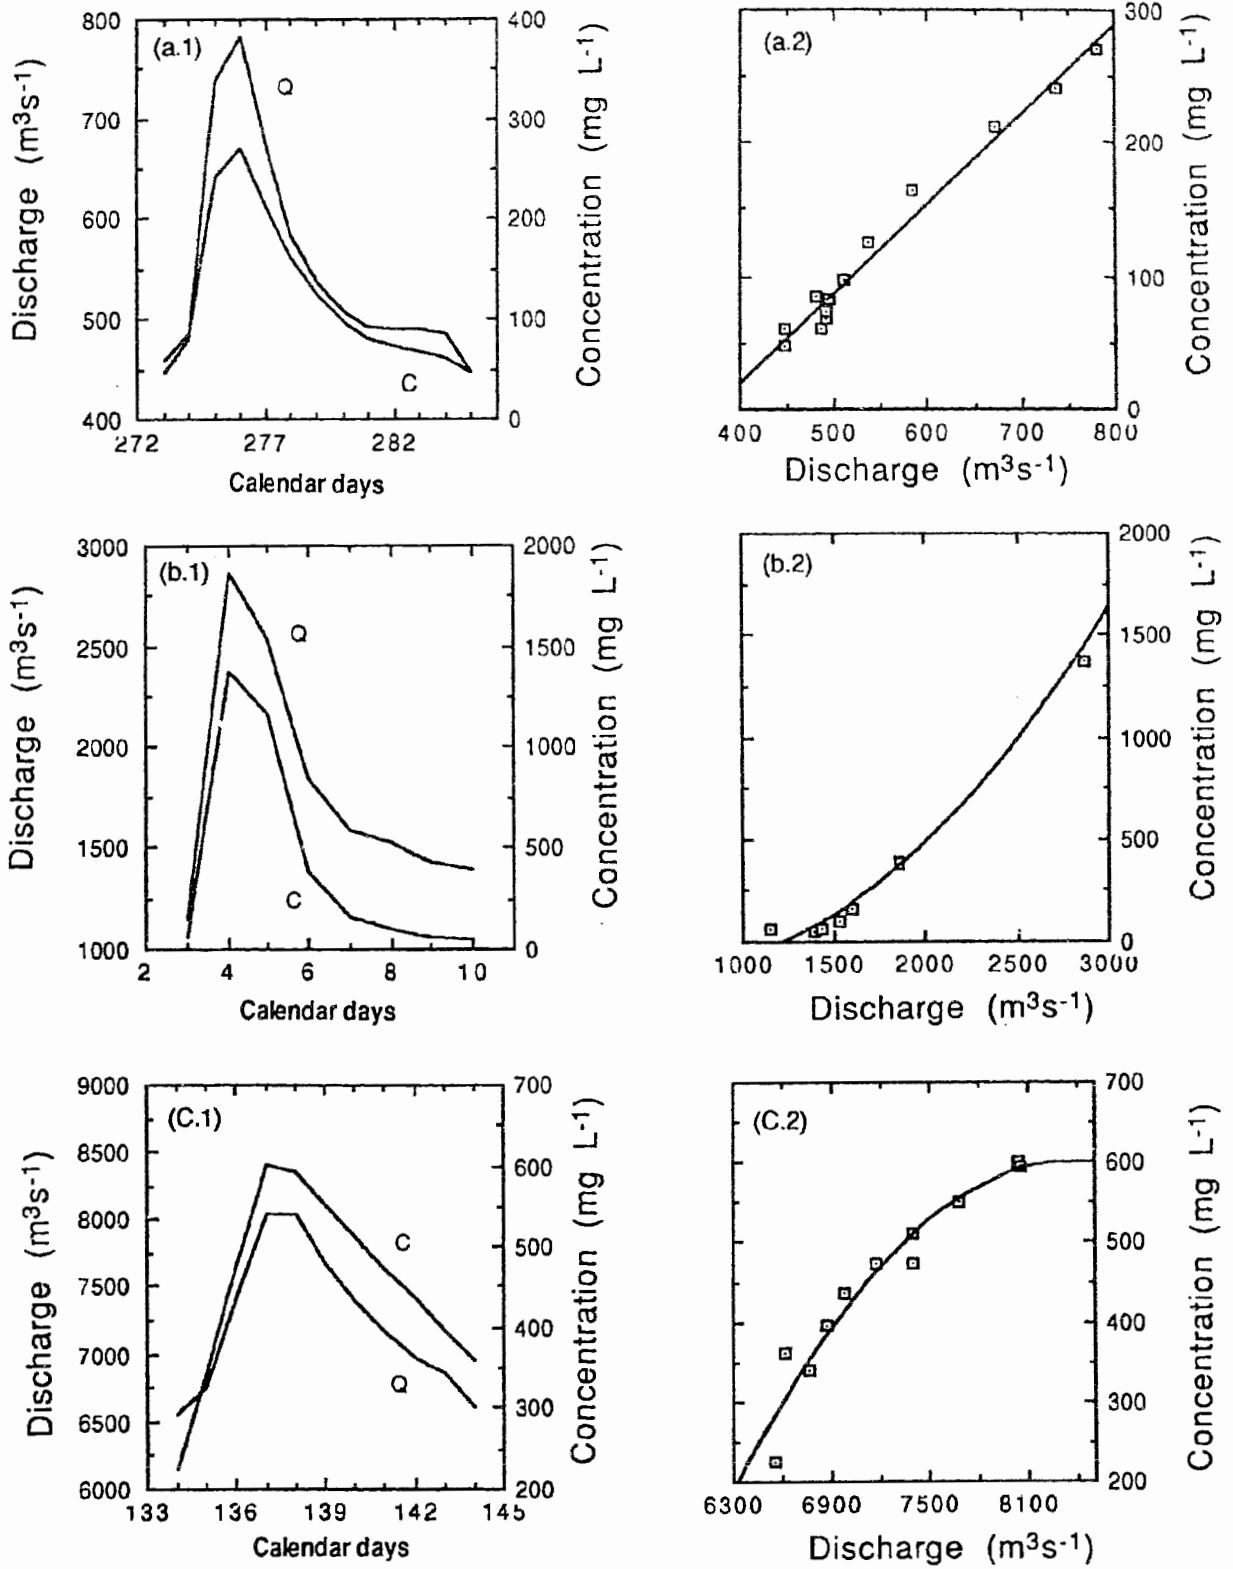 (a.1)
Q
C
800
700
600
500
400
Discharge (m³s⁻¹)
400
300
200
100
0
Concentration (mg L⁻¹)
272 277 282
Calendar days
(a.2)
300
200
100
0
Concentration (mg L⁻¹)
400 500 600 700 800
Discharge (m³s⁻¹)
(b.1)
Q
C
3000
2500
2000
1500
1000
Discharge (m³s⁻¹)
2000
1500
1000
500
0
Concentration (mg L⁻¹)
2 4 6 8 10
Calendar days
(b.2)
2000
1500
1000
500
0
Concentration (mg L⁻¹)
1000 1500 2000 2500 3000
Discharge (m³s⁻¹)
(C.1)
C
Q
9000
8500
8000
7500
7000
6500
6000
Discharge (m³s⁻¹)
700
600
500
400
300
200
Concentration (mg L⁻¹)
133 136 139 142 145
Calendar days
(C.2)
700
600
500
400
300
200
Concentration (mg L⁻¹)
6300 6900 7500 8100
Discharge (m³s⁻¹)